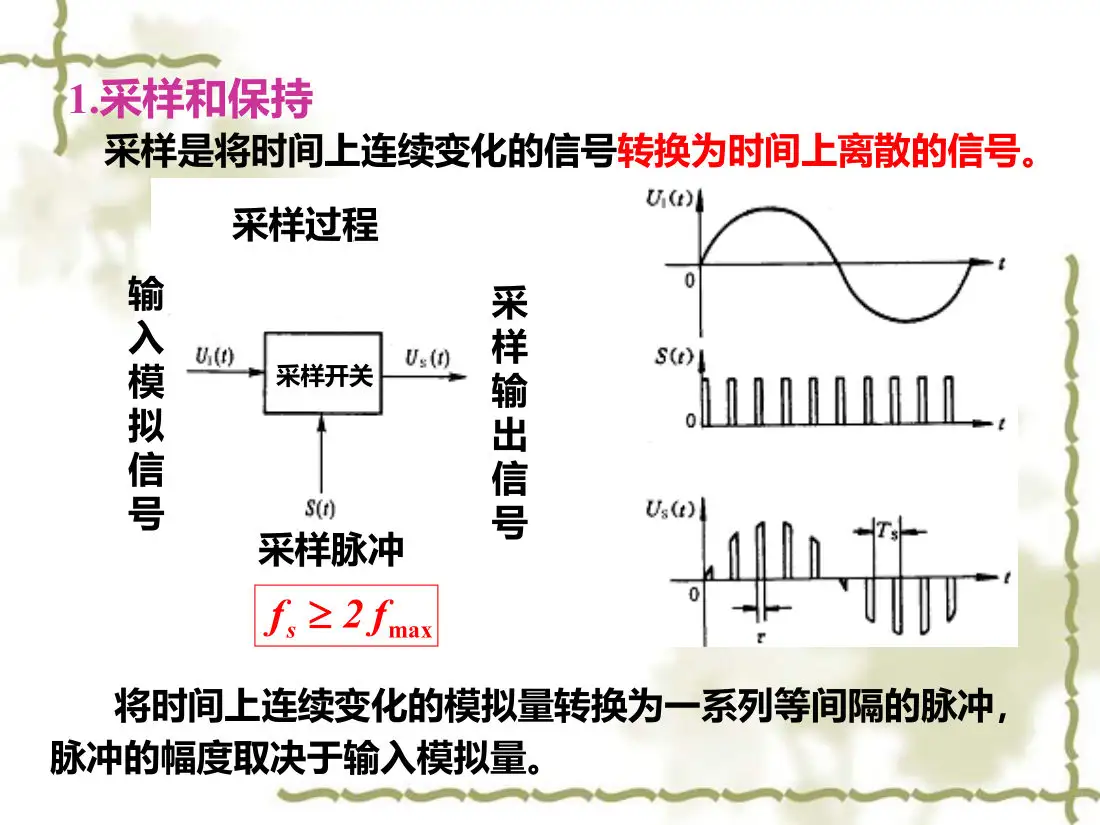 1.采样和保持
采样是将时间上连续变化的信号转换为时间上离散的信号。
采样过程
输入模拟信号
U_I(t)
采样开关
U_S(t)
采样输出信号
S(t)
采样脉冲
f_s ≥ 2 f_max
U_I(t)
0
t
S(t)
0
t
U_S(t)
T_S
0
t
τ
将时间上连续变化的模拟量转换为一系列等间隔的脉冲，
脉冲的幅度取决于输入模拟量。